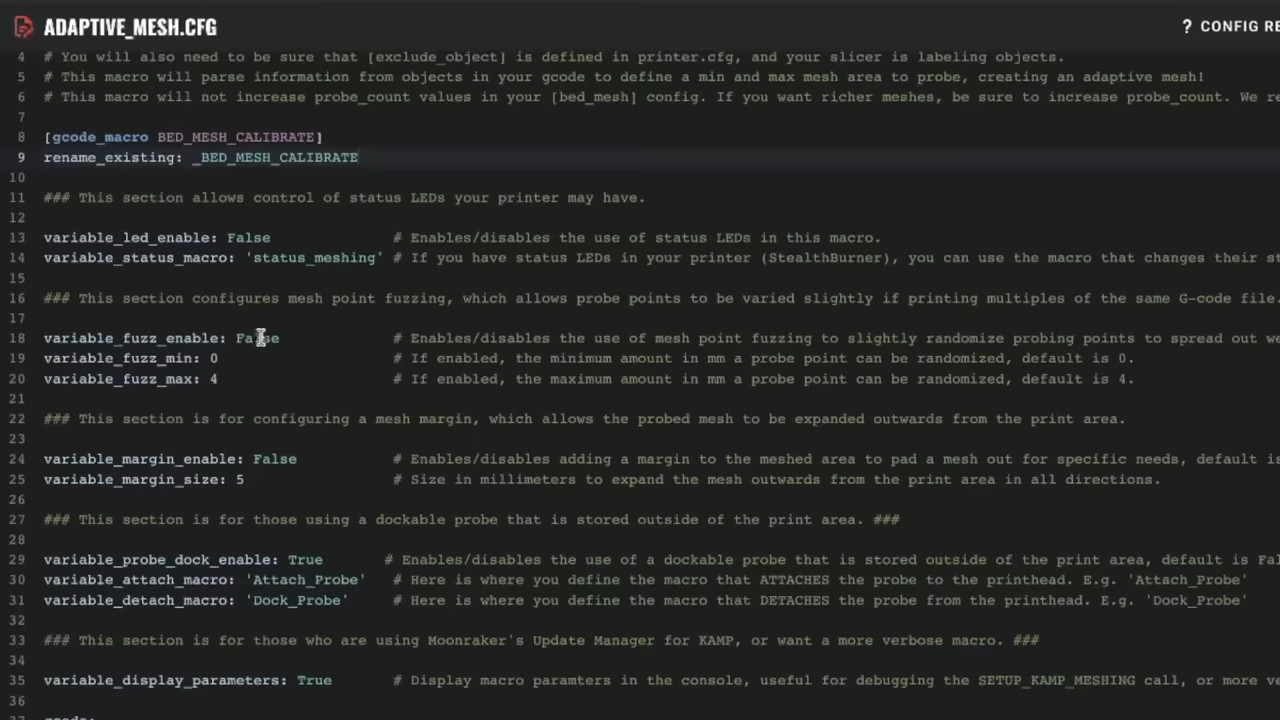 ADAPTIVE_MESH.CFG
? CONFIG RE
4 # You will also need to be sure that [exclude_object] is defined in printer.cfg, and your slicer is labeling objects.
5 # This macro will parse information from objects in your gcode to define a min and max mesh area to probe, creating an adaptive mesh!
6 # This macro will not increase probe_count values in your [bed_mesh] config. If you want richer meshes, be sure to increase probe_count. We re
7
8 [gcode_macro BED_MESH_CALIBRATE]
9 rename_existing: _BED_MESH_CALIBRATE
10
11 ### This section allows control of status LEDs your printer may have.
12
13 variable_led_enable: False # Enables/disables the use of status LEDs in this macro.
14 variable_status_macro: 'status_meshing' # If you have status LEDs in your printer (StealthBurner), you can use the macro that changes their st
15
16 ### This section configures mesh point fuzzing, which allows probe points to be varied slightly if printing multiples of the same G-code file.
17
18 variable_fuzz_enable: False # Enables/disables the use of mesh point fuzzing to slightly randomize probing points to spread out we
19 variable_fuzz_min: 0 # If enabled, the minimum amount in mm a probe point can be randomized, default is 0.
20 variable_fuzz_max: 4 # If enabled, the maximum amount in mm a probe point can be randomized, default is 4.
21
22 ### This section is for configuring a mesh margin, which allows the probed mesh to be expanded outwards from the print area.
23
24 variable_margin_enable: False # Enables/disables adding a margin to the meshed area to pad a mesh out for specific needs, default is
25 variable_margin_size: 5 # Size in millimeters to expand the mesh outwards from the print area in all directions.
26
27 ### This section is for those using a dockable probe that is stored outside of the print area. ###
28
29 variable_probe_dock_enable: True # Enables/disables the use of a dockable probe that is stored outside of the print area, default is Fal
30 variable_attach_macro: 'Attach_Probe' # Here is where you define the macro that ATTACHES the probe to the printhead. E.g. 'Attach_Probe'
31 variable_detach_macro: 'Dock_Probe' # Here is where you define the macro that DETACHES the probe from the printhead. E.g. 'Dock_Probe'
32
33 ### This section is for those who are using Moonraker's Update Manager for KAMP, or want a more verbose macro. ###
34
35 variable_display_parameters: True # Display macro paramters in the console, useful for debugging the SETUP_KAMP_MESHING call, or more ve
36
37 gcode: